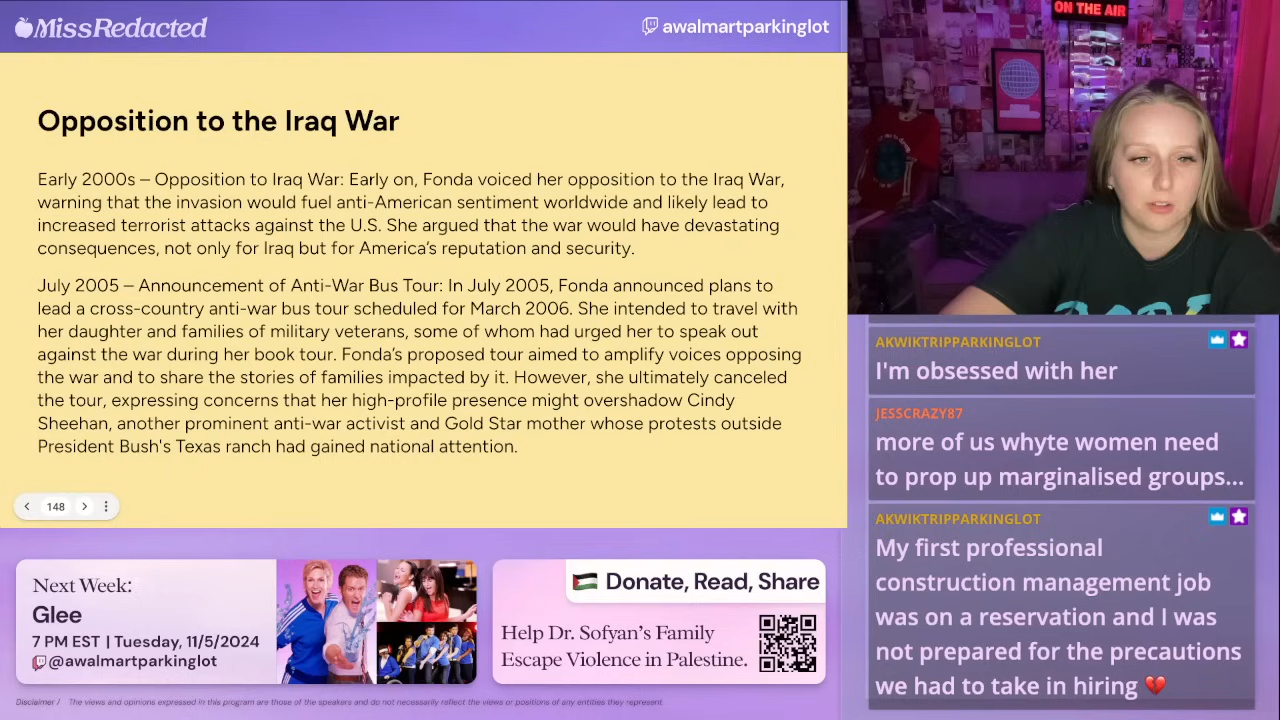 MissRedacted
awalmartparkinglot
ON THE AIR
Opposition to the Iraq War
Early 2000s – Opposition to Iraq War: Early on, Fonda voiced her opposition to the Iraq War,
warning that the invasion would fuel anti-American sentiment worldwide and likely lead to
increased terrorist attacks against the U.S. She argued that the war would have devastating
consequences, not only for Iraq but for America's reputation and security.
July 2005 – Announcement of Anti-War Bus Tour: In July 2005, Fonda announced plans to
lead a cross-country anti-war bus tour scheduled for March 2006. She intended to travel with
her daughter and families of military veterans, some of whom had urged her to speak out
against the war during her book tour. Fonda's proposed tour aimed to amplify voices opposing
the war and to share the stories of families impacted by it. However, she ultimately canceled
the tour, expressing concerns that her high-profile presence might overshadow Cindy
Sheehan, another prominent anti-war activist and Gold Star mother whose protests outside
President Bush's Texas ranch had gained national attention.
148
AKWIKTRIPPARKINGLOT
I'm obsessed with her
JESSCRAZY87
more of us whyte women need
to prop up marginalised groups...
AKWIKTRIPPARKINGLOT
My first professional
construction management job
was on a reservation and I was
not prepared for the precautions
we had to take in hiring 💔
Next Week:
Glee
7 PM EST | Tuesday, 11/5/2024
@awalmartparkinglot
🇵🇸 Donate, Read, Share
Help Dr. Sofyan's Family
Escape Violence in Palestine.
Disclaimer / The views and opinions expressed in this program are those of the speakers and do not necessarily reflect the views or positions of any entities they represent